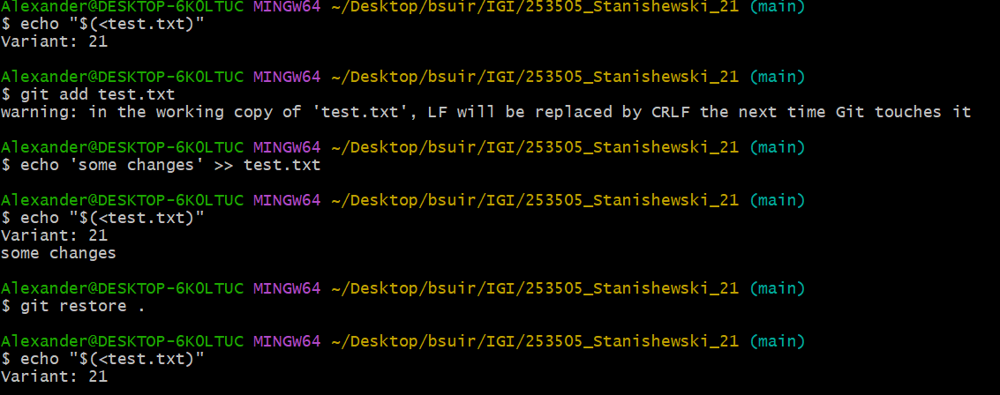 Alexander@DESKTOP-6K0LTUC MINGW64 ~/Desktop/bsuir/IGI/253505_Stanishewski_21 (main)
$ echo "$(<test.txt)"
Variant: 21
Alexander@DESKTOP-6K0LTUC MINGW64 ~/Desktop/bsuir/IGI/253505_Stanishewski_21 (main)
$ git add test.txt
warning: in the working copy of 'test.txt', LF will be replaced by CRLF the next time Git touches it
Alexander@DESKTOP-6K0LTUC MINGW64 ~/Desktop/bsuir/IGI/253505_Stanishewski_21 (main)
$ echo 'some changes' >> test.txt
Alexander@DESKTOP-6K0LTUC MINGW64 ~/Desktop/bsuir/IGI/253505_Stanishewski_21 (main)
$ echo "$(<test.txt)"
Variant: 21
some changes
Alexander@DESKTOP-6K0LTUC MINGW64 ~/Desktop/bsuir/IGI/253505_Stanishewski_21 (main)
$ git restore .
Alexander@DESKTOP-6K0LTUC MINGW64 ~/Desktop/bsuir/IGI/253505_Stanishewski_21 (main)
$ echo "$(<test.txt)"
Variant: 21